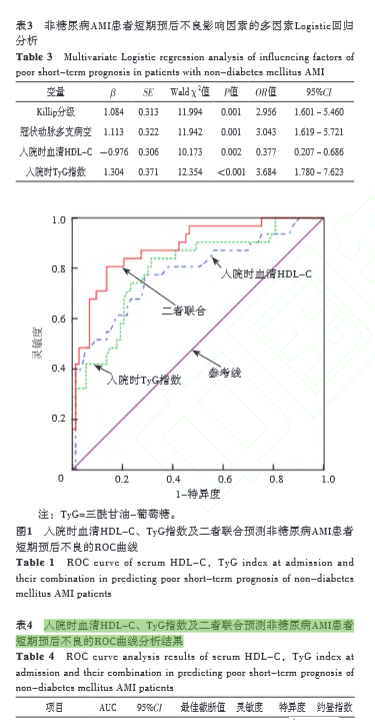 表3 非糖尿病AMI患者短期预后不良影响因素的多因素Logistic回归
分析
Table 3 Multivariate Logistic regression analysis of influencing factors of
poor short-term prognosis in patients with non-diabetes mellitus AMI
变量 β SE Wald χ²值 P值 OR值 95%CI
Killip分级 1.084 0.313 11.994 0.001 2.956 1.601~5.460
冠状动脉多支病变 1.113 0.322 11.942 0.001 3.043 1.619~5.721
入院时血清HDL-C -0.976 0.306 10.173 0.002 0.377 0.207~0.686
入院时TyG指数 1.304 0.371 12.354 <0.001 3.684 1.780~7.623
1.0
0.8
0.6
0.4
0.2
灵敏度
入院时血清HDL-C
二者联合
入院时TyG指数
参考线
0 0.2 0.4 0.6 0.8 1.0
1-特异度
注：TyG=三酰甘油-葡萄糖。
图1 入院时血清HDL-C、TyG指数及二者联合预测非糖尿病AMI患者
短期预后不良的ROC曲线
Table 1 ROC curve of serum HDL-C, TyG index at admission and
their combination in predicting poor short-term prognosis of non-diabetes
mellitus AMI patients
表4 入院时血清HDL-C、TyG指数及二者联合预测非糖尿病AMI患者
短期预后不良的ROC曲线分析结果
Table 4 ROC curve analysis results of serum HDL-C, TyG index at
admission and their combination in predicting poor short-term prognosis of
non-diabetes mellitus AMI patients
项目 AUC 95%CI 最佳截断值 灵敏度 特异度 约登指数